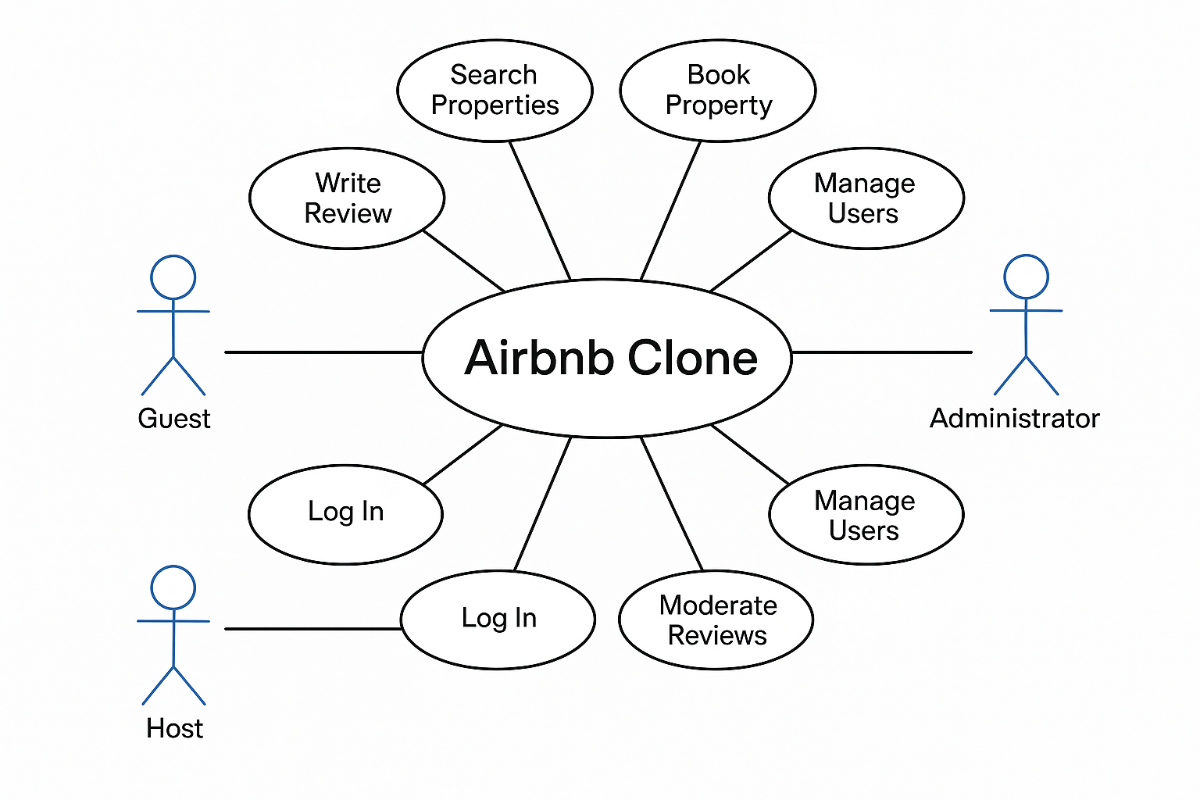 Search
Properties
Book
Property
Write
Review
Manage
Users
Airbnb Clone
Guest
Administrator
Log In
Manage
Users
Log In
Moderate
Reviews
Host